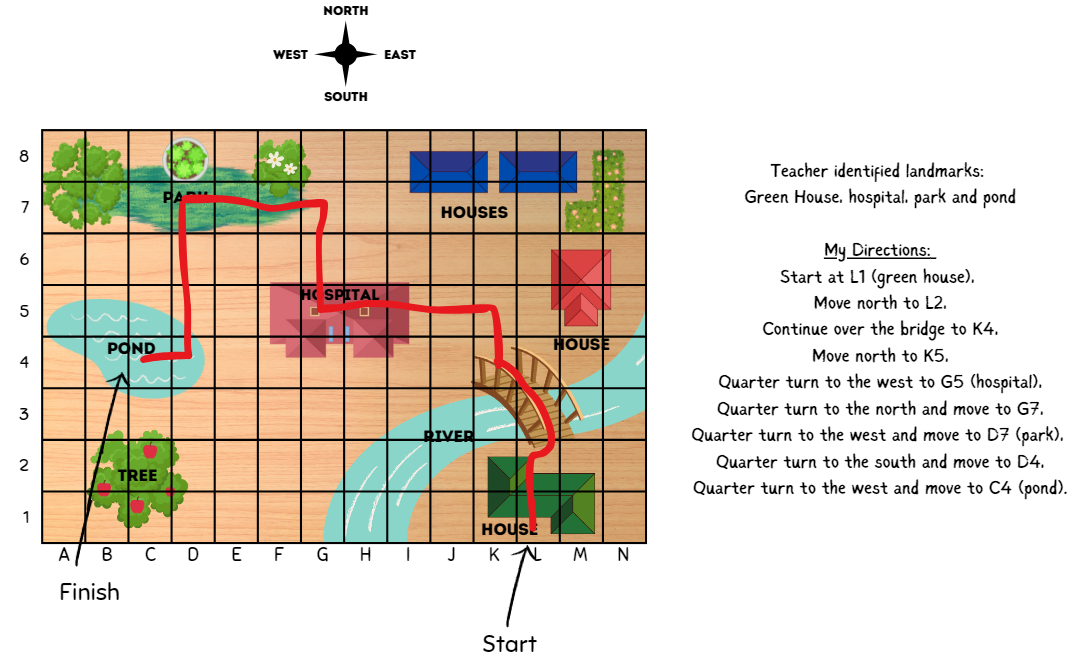 NORTH
WEST EAST
SOUTH
8
7
6
5
4
3
2
1
PARK
HOUSES
HOSPITAL
POND
HOUSE
RIVER
TREE
HOUSE
A B C D E F G H I J K L M N
Finish
Start
Teacher identified landmarks:
Green House, hospital, park and pond
My Directions:
Start at L1 (green house).
Move north to L2.
Continue over the bridge to K4.
Move north to K5.
Quarter turn to the west to G5 (hospital).
Quarter turn to the north and move to G7.
Quarter turn to the west and move to D7 (park).
Quarter turn to the south and move to D4.
Quarter turn to the west and move to C4 (pond).